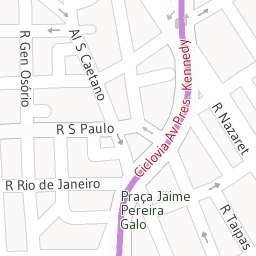 R Gen Osório
Al S Caetano
Ciclovia Av Pres. Kennedy
R Nazaret
R S Paulo
R Rio de Janeiro
Praça Jaime
Pereira
Galo
R Taipas